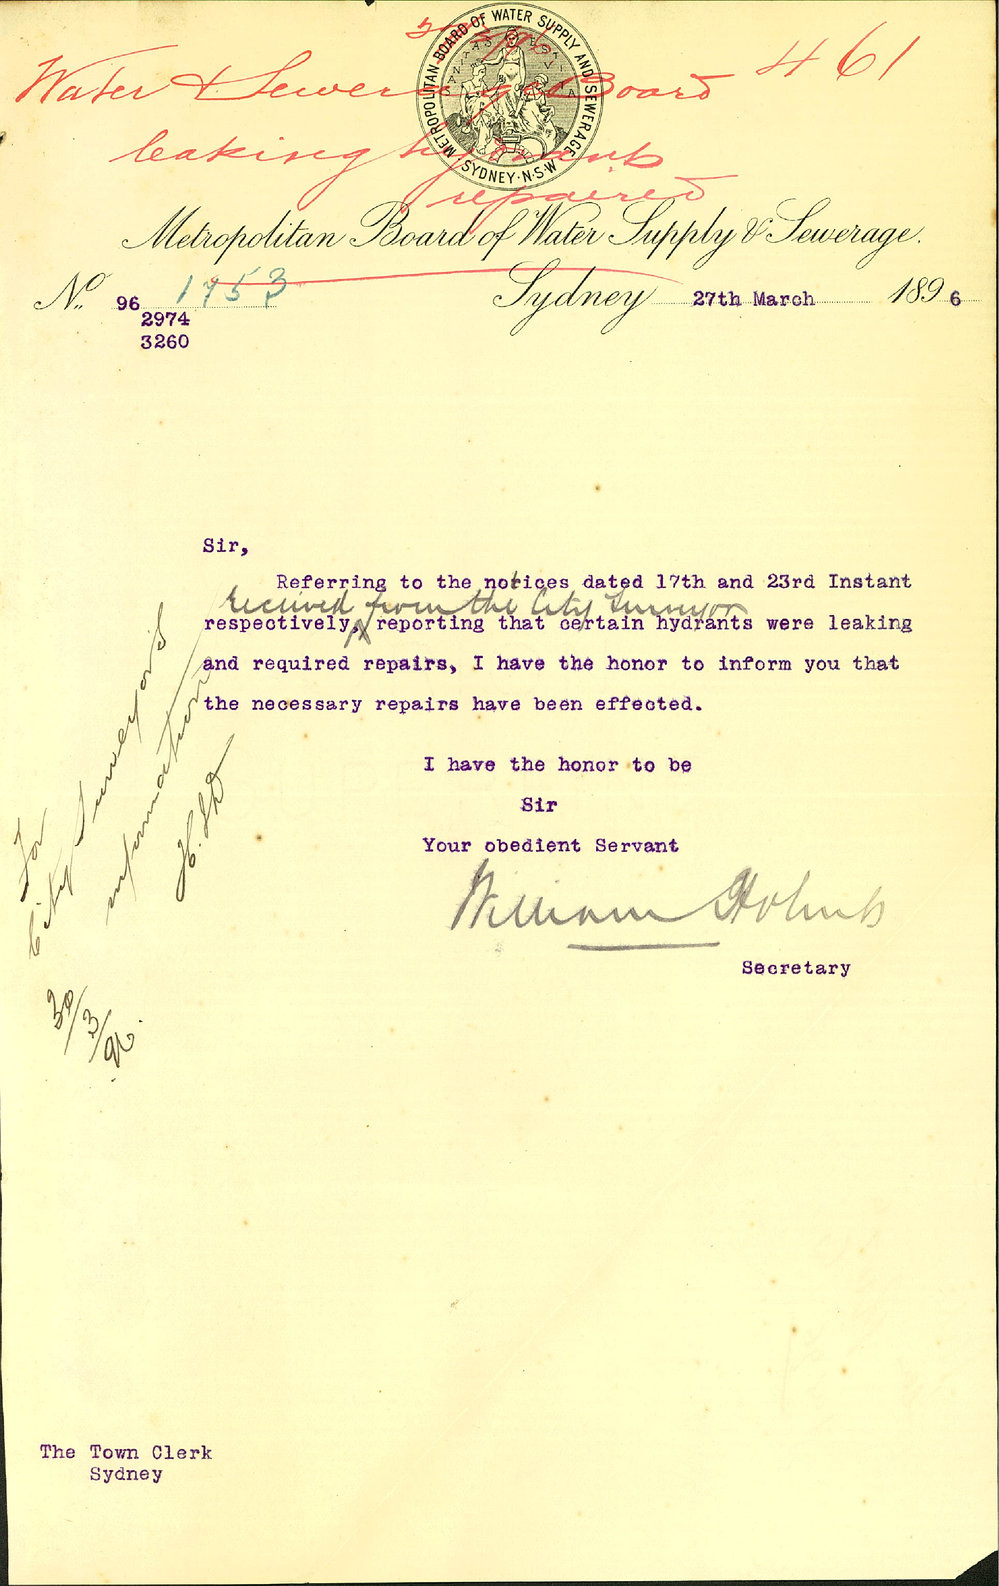 Water & Sewerage Board 461
leaking hydrants
repaired
METROPOLITAN BOARD OF WATER SUPPLY AND SEWERAGE
SYDNEY·N·S·W
Metropolitan Board of Water Supply & Sewerage.
No. 96 1753 Sydney 27th March 1896
2974
3260
Sir,
Referring to the notices dated 17th and 23rd Instant
received from the City Surveyor
respectively, reporting that certain hydrants were leaking
and required repairs, I have the honor to inform you that
the necessary repairs have been effected.
I have the honor to be
Sir
Your obedient Servant
William Holmes
Secretary
For
City Surveyor's
information
30/3/96.
The Town Clerk
Sydney